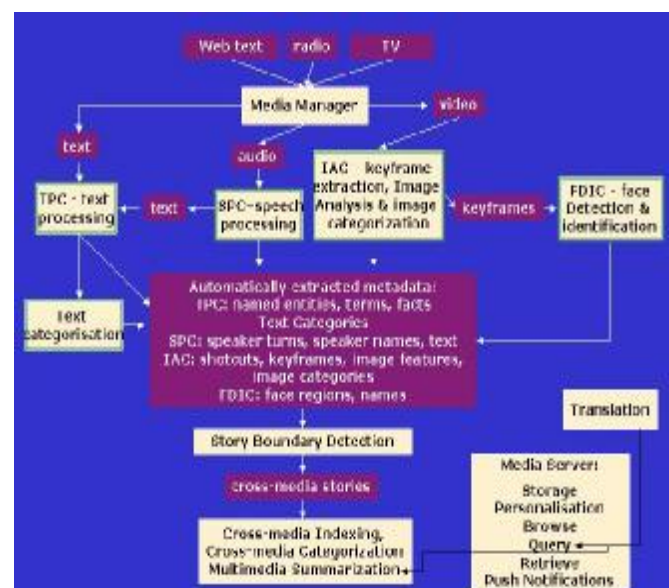 Web text
radio
TV
Media Manager
video
text
audio
IAC - keyframe
extraction, Image
Analysis & image
categorization
TPC - text
processing
text
SPC-speech
processing
keyframes
FDIC - face
Detection &
identification
Automatically extracted metadata:
TPC: named entities, terms, facts
Text Categories
SPC: speaker turns, speaker names, text
IAC: shotcuts, keyframes, image features,
image categories
FDIC: face regions, names
Text
categorisation
Translation
Story Boundary Detection
cross-media stories
Media Server:
Storage
Personalisation
Browse
Query
Retrieve
Push Notifications
Cross-media Indexing,
Cross-media Categorization
Multimedia Summarization